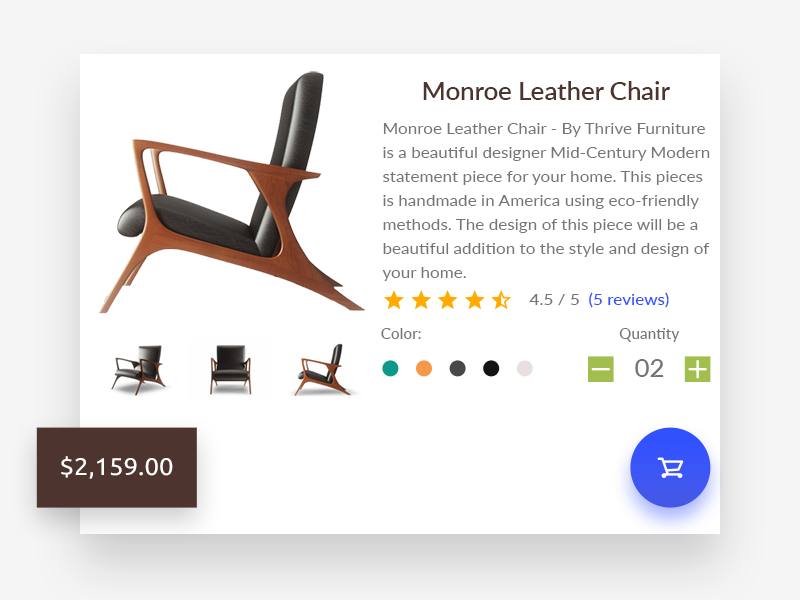 Monroe Leather Chair
Monroe Leather Chair - By Thrive Furniture
is a beautiful designer Mid-Century Modern
statement piece for your home. This pieces
is handmade in America using eco-friendly
methods. The design of this piece will be a
beautiful addition to the style and design of
your home.
4.5 / 5 (5 reviews)
Color:
Quantity
02
$2,159.00